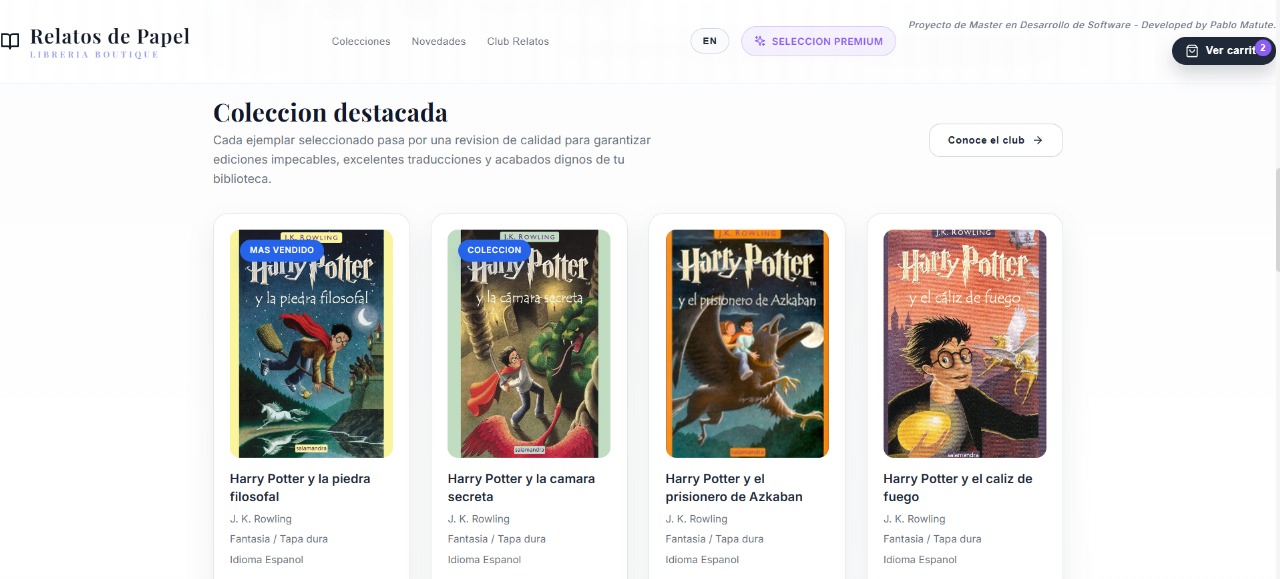 Relatos de Papel
LIBRERIA BOUTIQUE
Colecciones
Novedades
Club Relatos
EN
SELECCION PREMIUM
Proyecto de Master en Desarrollo de Software - Developed by Pablo Matute.
Ver carrit
2
Coleccion destacada
Cada ejemplar seleccionado pasa por una revision de calidad para garantizar
ediciones impecables, excelentes traducciones y acabados dignos de tu
biblioteca.
Conoce el club
J.K. ROWLING
MAS VENDIDO
Harry Potter
y la piedra filosofal
salamandra
Harry Potter y la piedra
filosofal
J. K. Rowling
Fantasia / Tapa dura
Idioma Espanol
J.K. ROWLING
COLECCION
Harry Potter
y la cámara secreta
salamandra
Harry Potter y la camara
secreta
J. K. Rowling
Fantasia / Tapa dura
Idioma Espanol
J.K. ROWLING
Harry Potter
TM
y el prisionero de Azkaban
salamandra
Harry Potter y el
prisionero de Azkaban
J. K. Rowling
Fantasia / Tapa dura
Idioma Espanol
J.K. ROWLING
Harry Potter
y el cáliz de fuego
salamandra
Harry Potter y el caliz de
fuego
J. K. Rowling
Fantasia / Tapa dura
Idioma Espanol